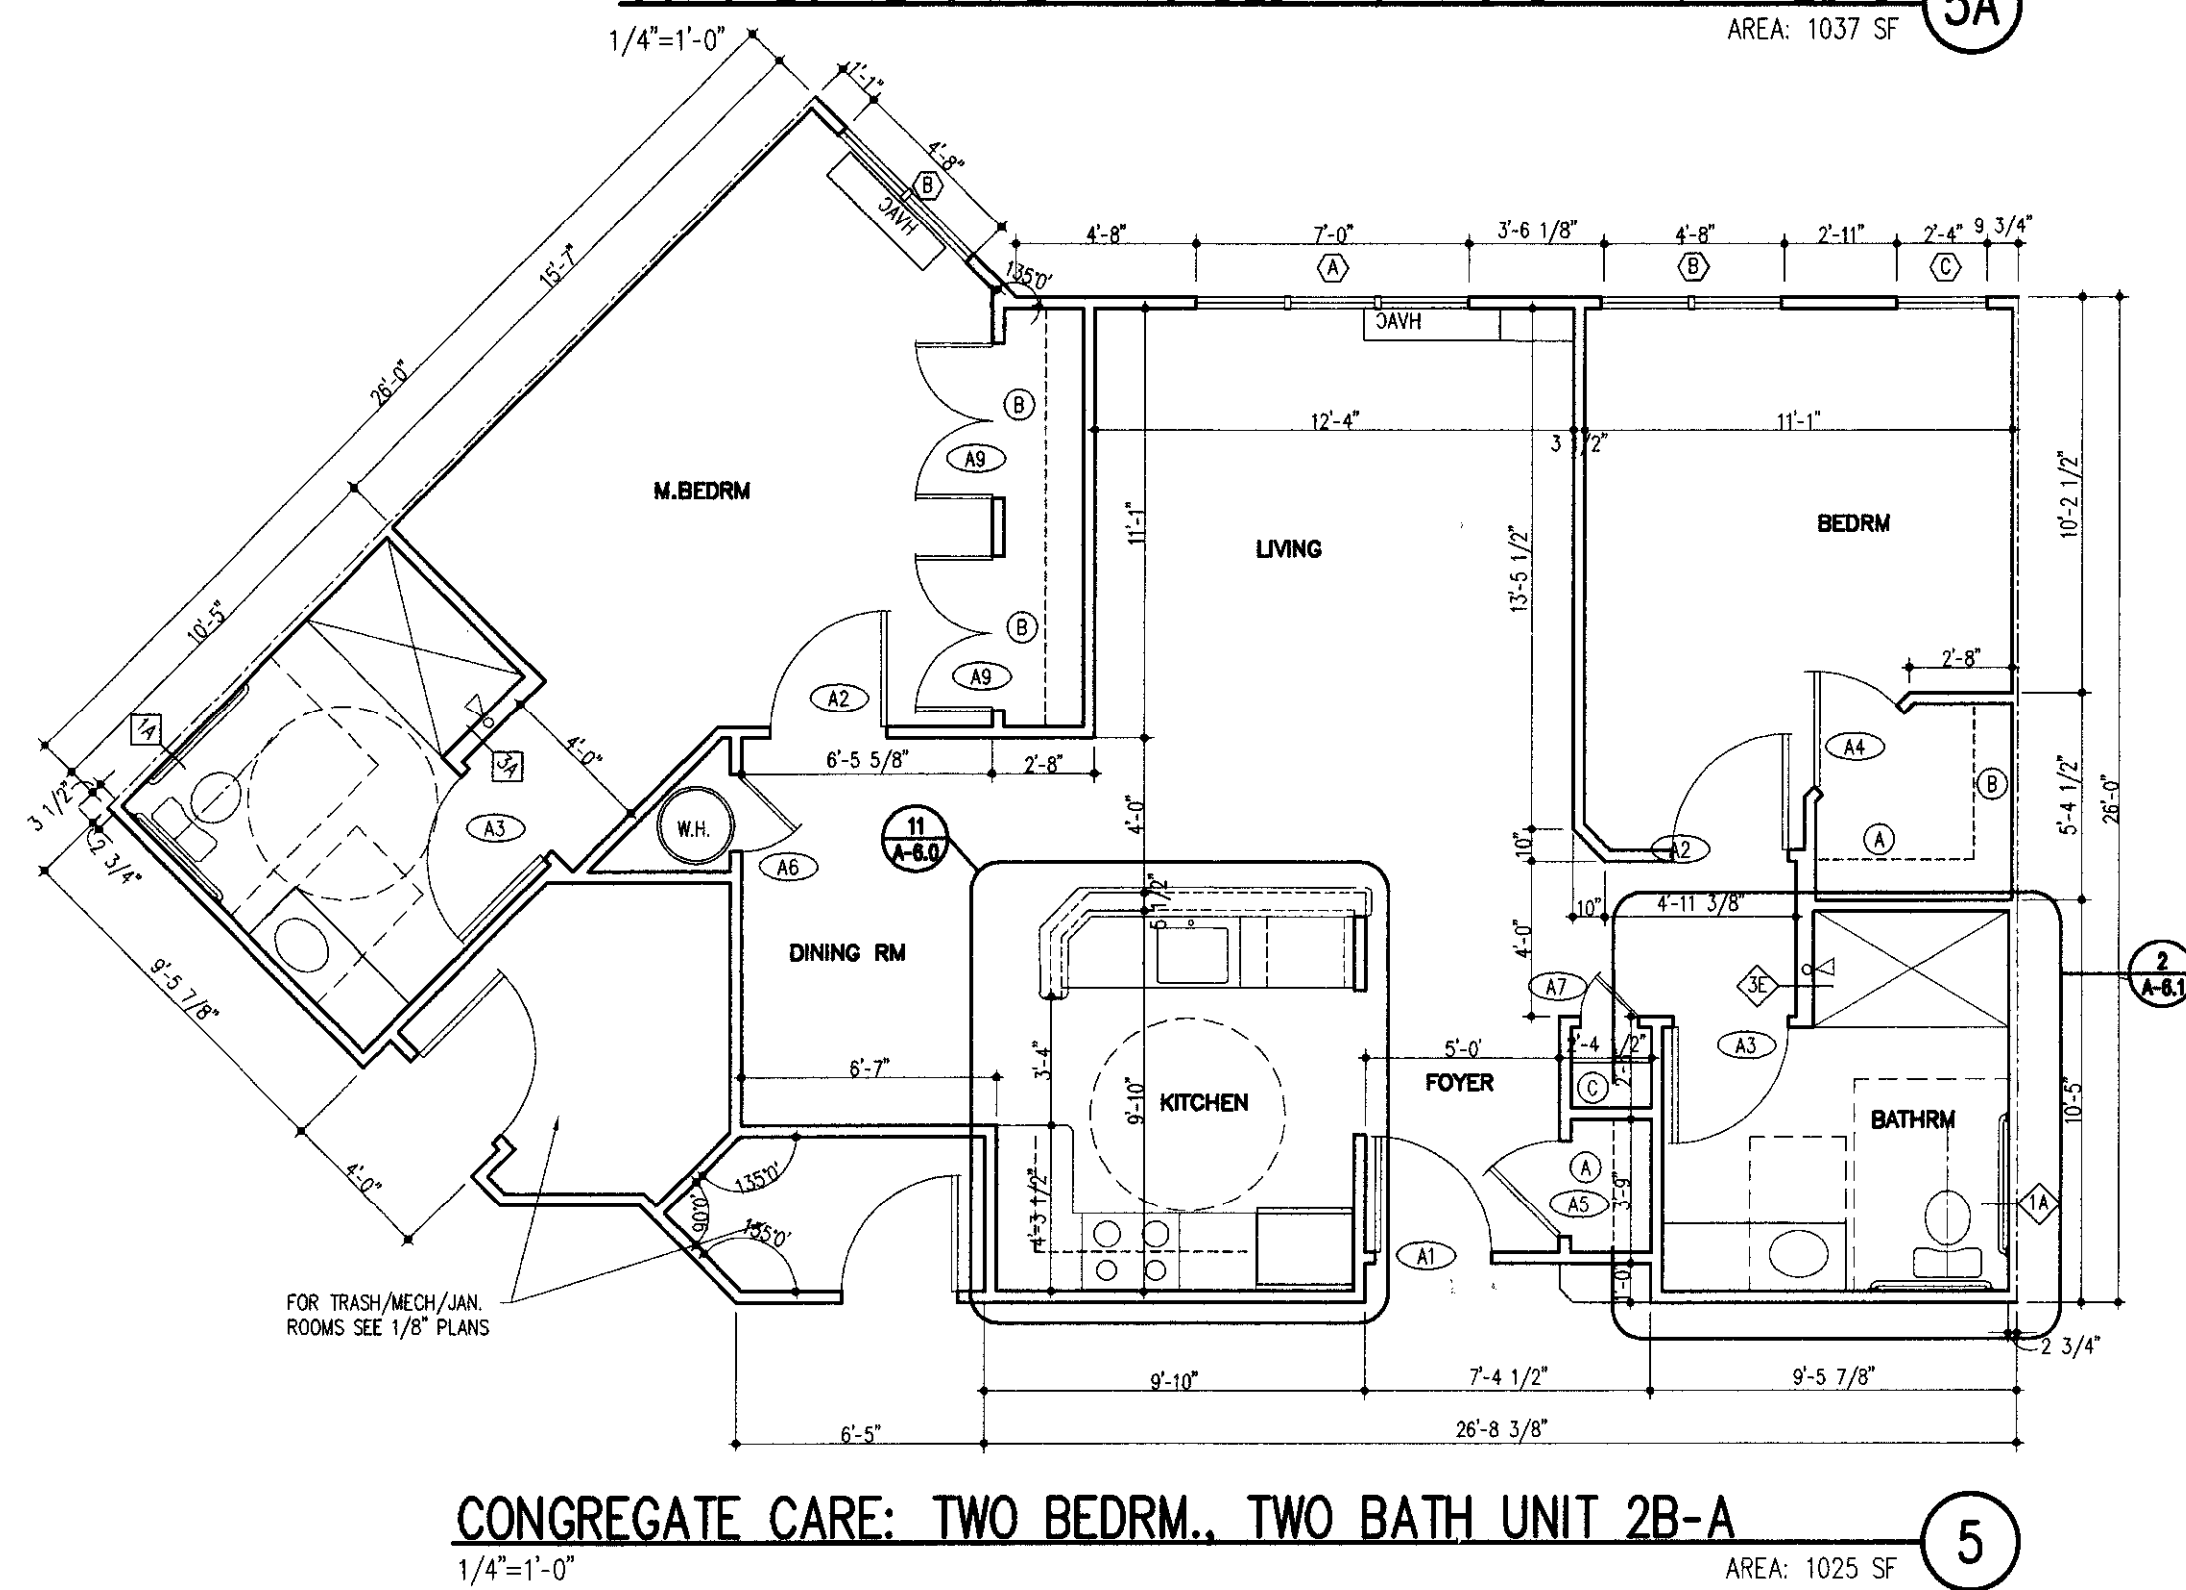 5A
AREA: 1037 SF
1/4"=1'-0"
1'-1"
4'-8"
B
HVAC
15'-7"
26'-0"
10'-5"
135°0'
4'-8"
7'-0"
3'-6 1/8"
4'-8"
2'-11"
2'-4"
9 3/4"
A
B
C
HVAC
B
12'-4"
11'-1"
A9
M.BEDRM
11'-1"
LIVING
13'-5 1/2"
BEDRM
10'-2 1/2"
B
A9
A2
2'-8"
A4
B
A
5'-4 1/2"
26'-0"
1A
3A
4'-0"
6'-5 5/8"
2'-8"
3 1/2"
2 3/4"
A3
W.H.
A6
11
A-6.0
4'-0"
10"
A2
10"
4'-11 3/8"
4'-0"
DINING RM
9'-5 7/8"
A7
3E
2
A-6.1
6'-7"
3'-4"
9'-10"
KITCHEN
5'-0"
FOYER
C
A3
BATHRM
10'-5"
4'-0"
135°0'
135°0'
4'-3 1/2"
A
A5
3'-9"
A1
1'-0"
1A
FOR TRASH/MECH/JAN.
ROOMS SEE 1/8" PLANS
2 3/4"
9'-10"
7'-4 1/2"
9'-5 7/8"
6'-5"
26'-8 3/8"
CONGREGATE CARE: TWO BEDRM., TWO BATH UNIT 2B-A
5
1/4"=1'-0"
AREA: 1025 SF